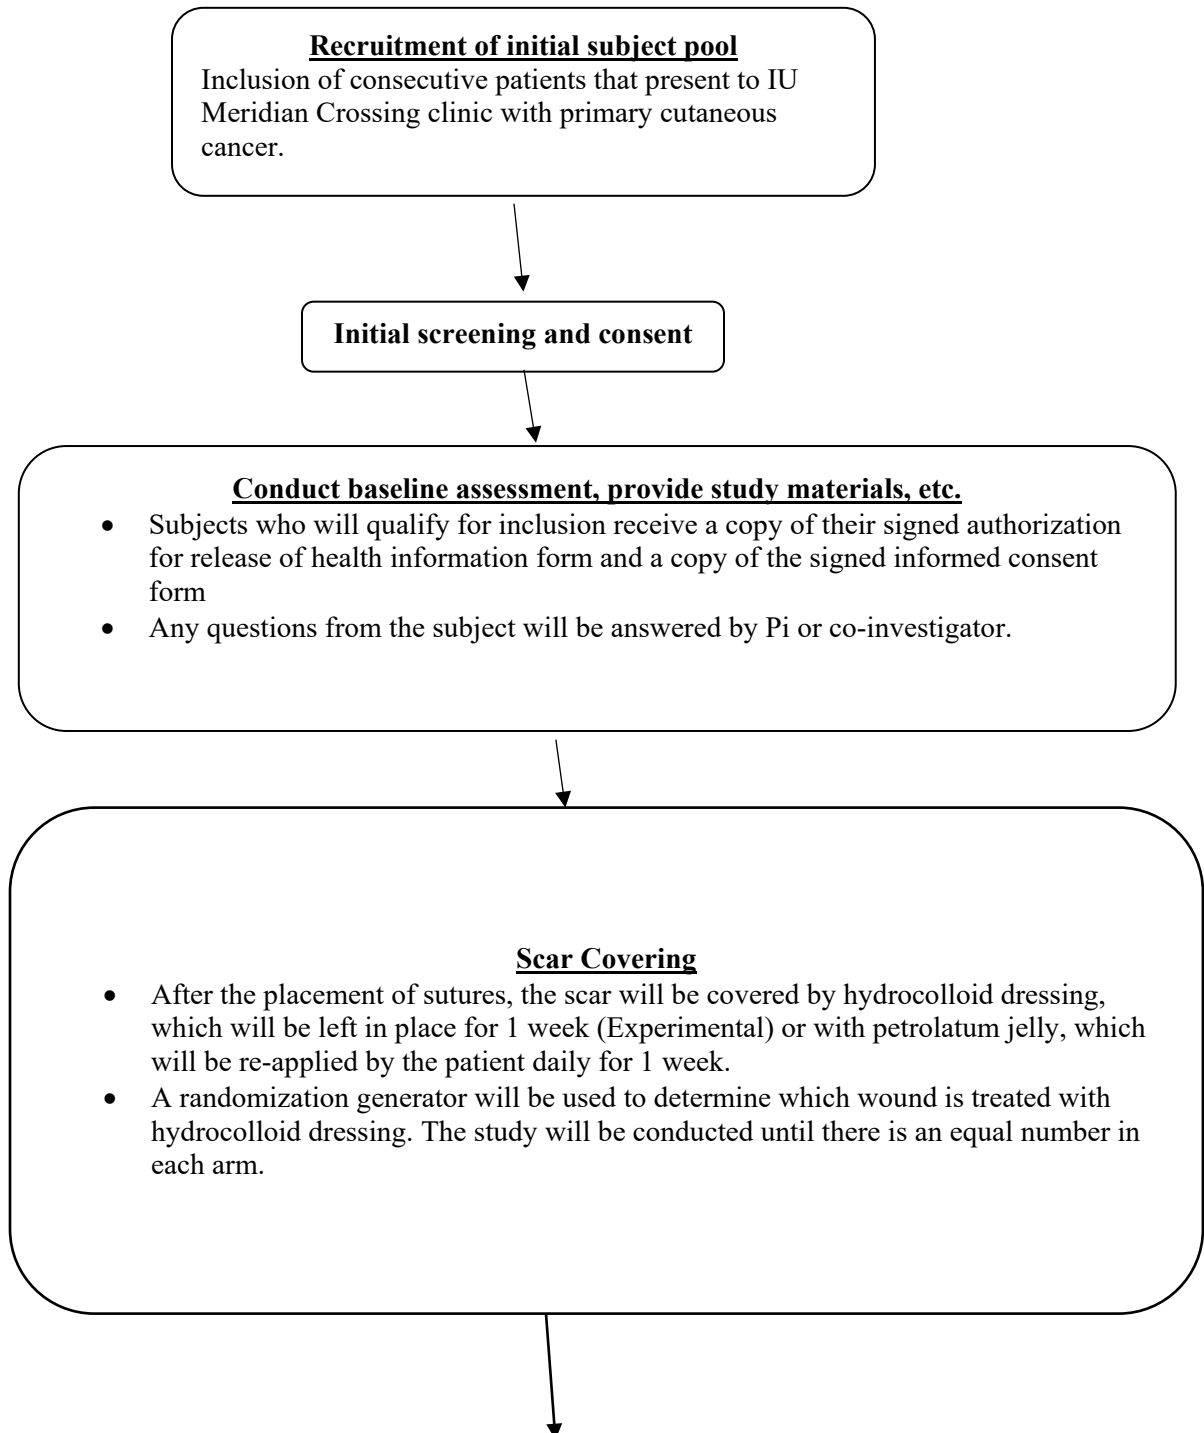 Recruitment of initial subject pool
Inclusion of consecutive patients that present to IU
Meridian Crossing clinic with primary cutaneous
cancer.
Initial screening and consent
Conduct baseline assessment, provide study materials, etc.
• Subjects who will qualify for inclusion receive a copy of their signed authorization
for release of health information form and a copy of the signed informed consent
form
• Any questions from the subject will be answered by Pi or co-investigator.
Scar Covering
• After the placement of sutures, the scar will be covered by hydrocolloid dressing,
which will be left in place for 1 week (Experimental) or with petrolatum jelly, which
will be re-applied by the patient daily for 1 week.
• A randomization generator will be used to determine which wound is treated with
hydrocolloid dressing. The study will be conducted until there is an equal number in
each arm.